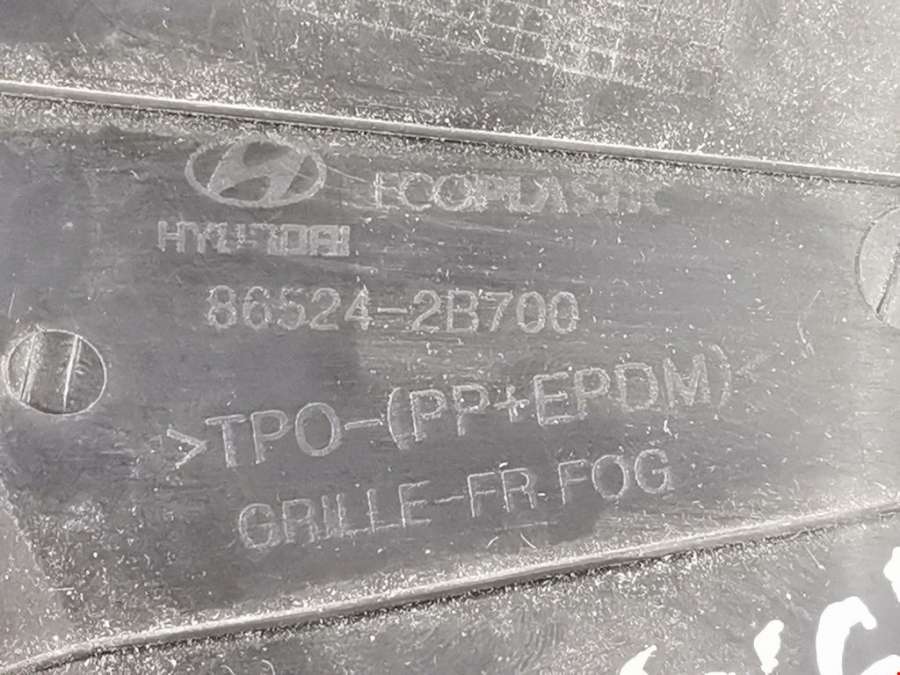 ECOPLASTIC
HYUNDAI
86524-2B700
>TPO-(PP+EPDM)<
GRILLE-FR FOG